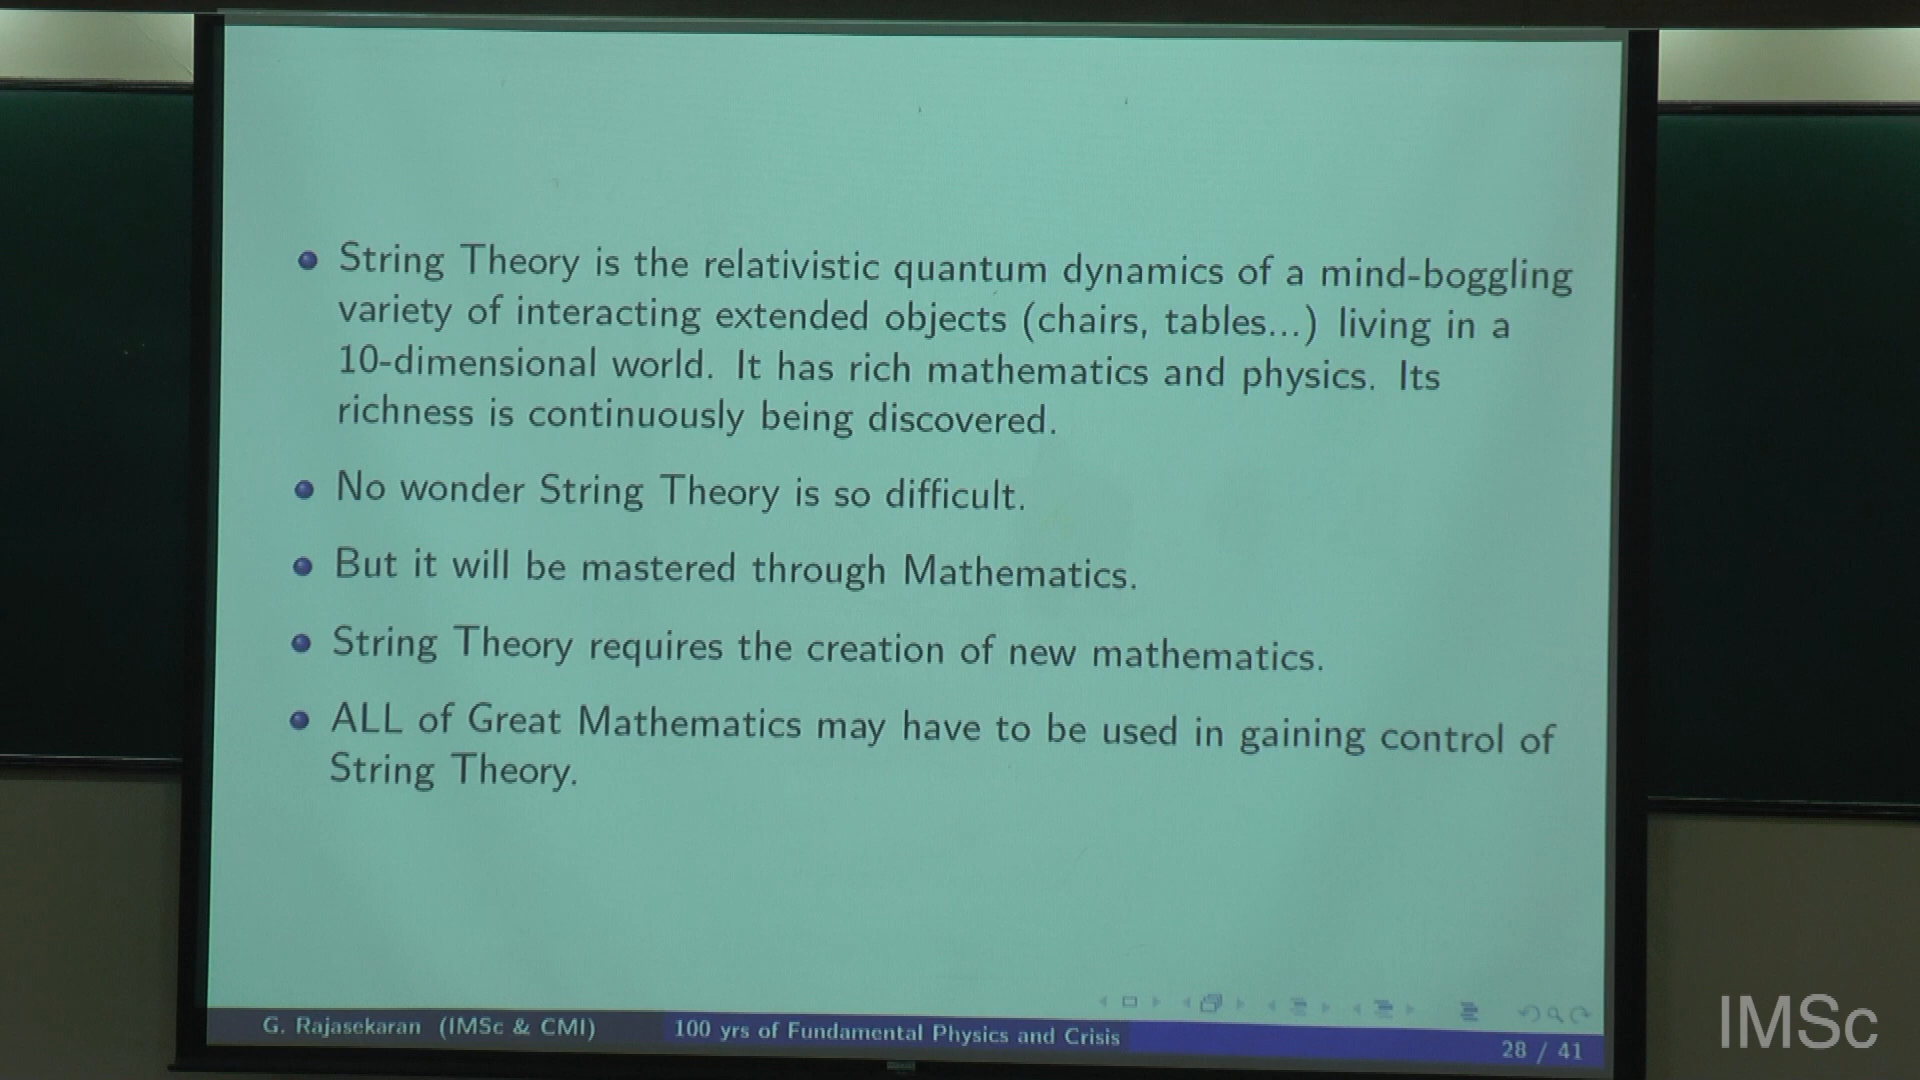 String Theory is the relativistic quantum dynamics of a mind-boggling
variety of interacting extended objects (chairs, tables...) living in a
10-dimensional world. It has rich mathematics and physics. Its
richness is continuously being discovered.
No wonder String Theory is so difficult.
But it will be mastered through Mathematics.
String Theory requires the creation of new mathematics.
ALL of Great Mathematics may have to be used in gaining control of
String Theory.
G. Rajasekaran (IMSc & CMI) 100 yrs of Fundamental Physics and Crisis 28 / 41
IMSc